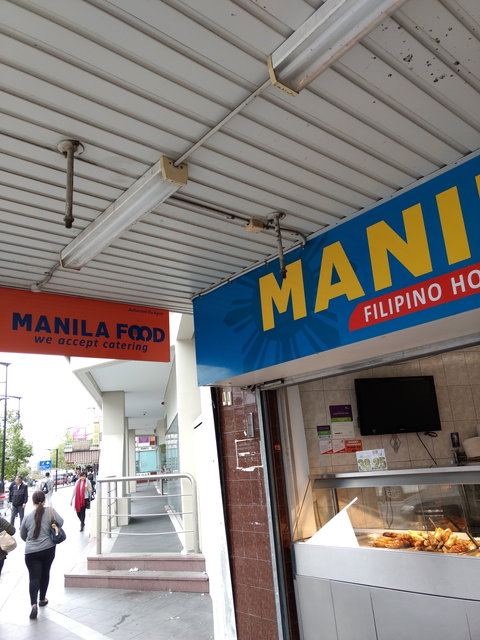 MANILA FOOD
we accept catering
MANI
FILIPINO HO